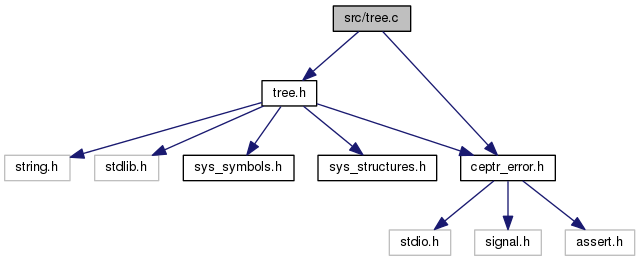 src/tree.c
tree.h
string.h
stdlib.h
sys_symbols.h
sys_structures.h
ceptr_error.h
stdio.h
signal.h
assert.h